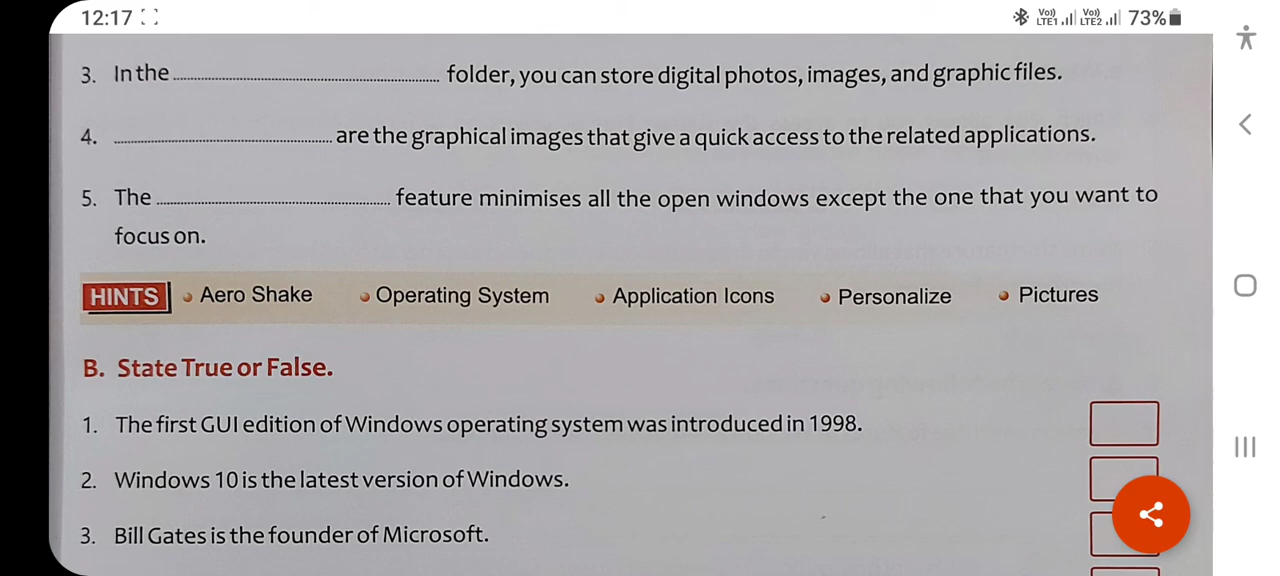 12:17
Vo)) LTE1 Vo)) LTE2 73%
3. In the ........................................ folder, you can store digital photos, images, and graphic files.
4. ........................................ are the graphical images that give a quick access to the related applications.
5. The ........................................ feature minimises all the open windows except the one that you want to
focus on.
HINTS • Aero Shake • Operating System • Application Icons • Personalize • Pictures
B. State True or False.
1. The first GUI edition of Windows operating system was introduced in 1998.
2. Windows 10 is the latest version of Windows.
3. Bill Gates is the founder of Microsoft.